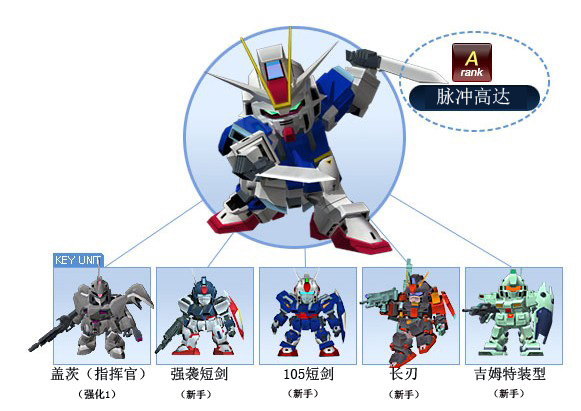 A
rank
脉冲高达
KEY UNIT
盖茨（指挥官） 强袭短剑 105短剑 长刃 吉姆特装型
（强化1） （新手） （新手） （新手） （新手）